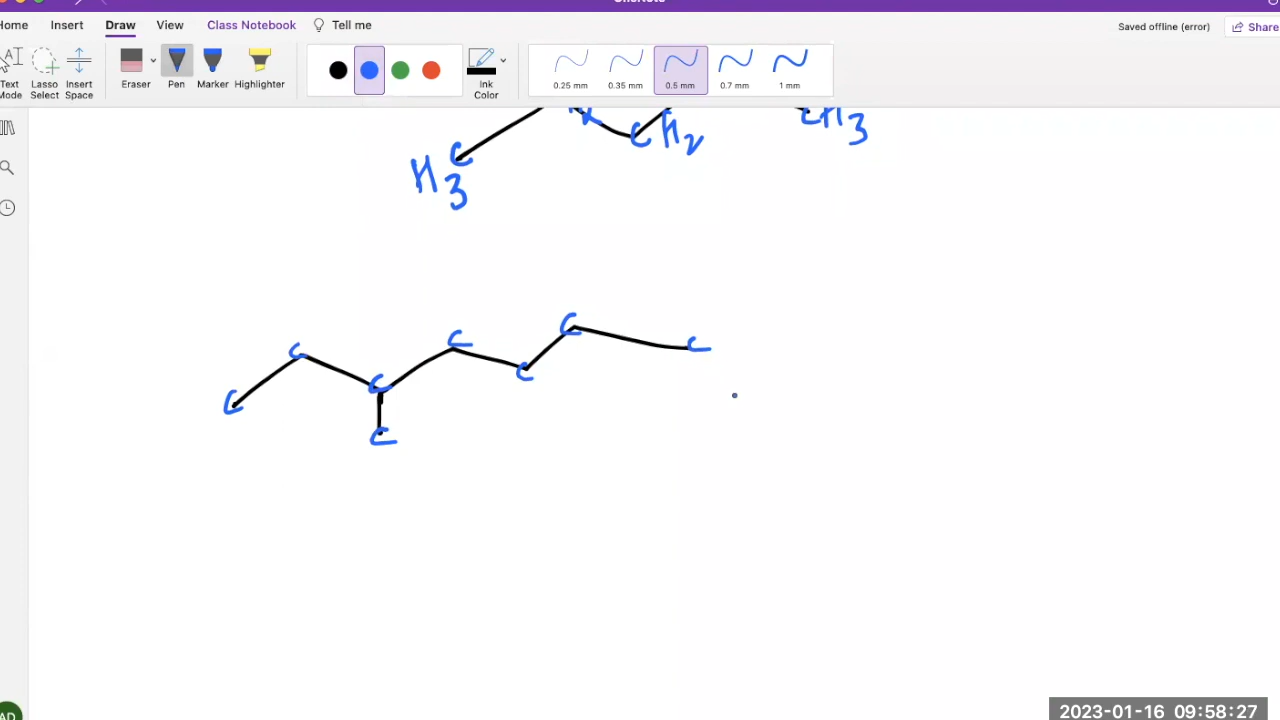 Home Insert Draw View Class Notebook Tell me
Saved offline (error) Share
Text Mode
Lasso Select
Insert Space
Eraser Pen Marker Highlighter
Ink Color
0.25 mm 0.35 mm 0.5 mm 0.7 mm 1 mm
CH3
CH2
H3C
C C C C C C C
C
AD
2023-01-16 09:58:27